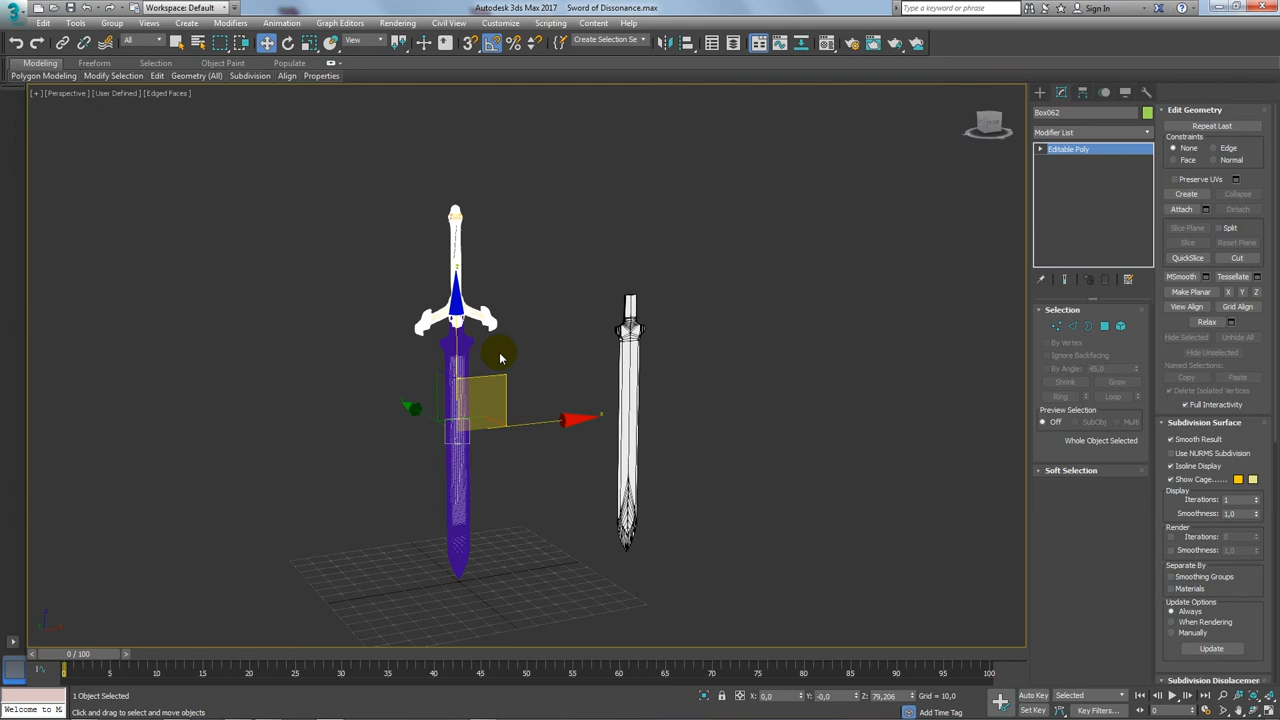 3
Workspace: Default
Autodesk 3ds Max 2017    Sword of Dissonance.max
Type a keyword or phrase
Sign In
Edit Tools Group Views Create Modifiers Animation Graph Editors Rendering Civil View Customize Scripting Content Help
All View Create Selection Se
Modeling Freeform Selection Object Paint Populate
Polygon Modeling Modify Selection Edit Geometry (All) Subdivision Align Properties
[ + ] [Perspective ] [User Defined ] [Edged Faces ]
Box062
Modifier List
Editable Poly
Selection
By Vertex
Ignore Backfacing
By Angle: 45,0
Shrink Grow
Ring Loop
Preview Selection
Off SubObj Multi
Whole Object Selected
Soft Selection
Edit Geometry
Repeat Last
Constraints
None Edge
Face Normal
Preserve UVs
Create Collapse
Attach Detach
Slice Plane Split
Slice Reset Plane
QuickSlice Cut
MSmooth Tessellate
Make Planar X Y Z
View Align Grid Align
Relax
Hide Selected Unhide All
Hide Unselected
Named Selections:
Copy Paste
Delete Isolated Vertices
Full Interactivity
Subdivision Surface
Smooth Result
Use NURMS Subdivision
Isoline Display
Show Cage......
Display
Iterations: 1
Smoothness: 1,0
Render
Iterations: 0
Smoothness: 1,0
Separate By
Smoothing Groups
Materials
Update Options
Always
When Rendering
Manually
Update
Subdivision Displacemer
0 / 100
0 5 10 15 20 25 30 35 40 45 50 55 60 65 70 75 80 85 90 95 100
1 Object Selected
X: 0,0 Y: -0,0 Z: 79,206 Grid = 10,0
Auto Key Selected
Welcome to M
Click and drag to select and move objects
Add Time Tag
Set Key Key Filters... 0